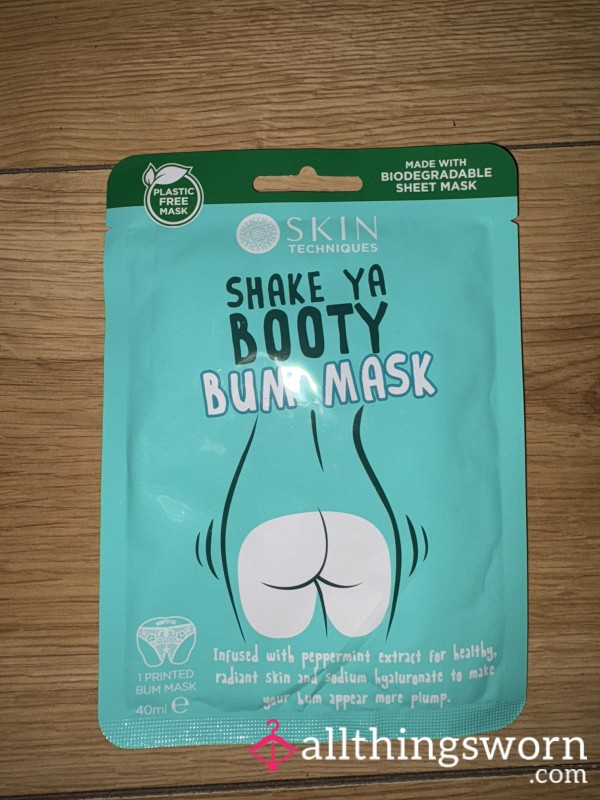 PLASTIC
FREE
MASK
MADE WITH
BIODEGRADABLE
SHEET MASK
SKIN
TECHNIQUES
SHAKE YA
BOOTY
BUM MASK
Infused with peppermint extract for healthy,
radiant skin and sodium hyaluronate to make
your bum appear more plump.
1 PRINTED
BUM MASK
40ml e
allthingsworn
.com